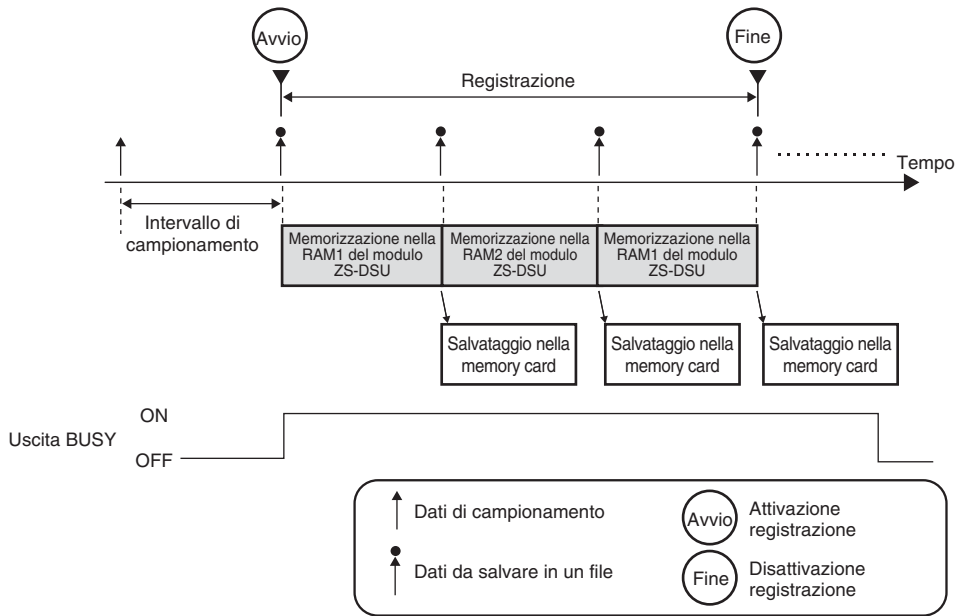 Avvio
Fine
Registrazione
Tempo
Intervallo di
campionamento
Memorizzazione nella
RAM1 del modulo
ZS-DSU
Memorizzazione nella
RAM2 del modulo
ZS-DSU
Memorizzazione nella
RAM1 del modulo
ZS-DSU
Salvataggio nella
memory card
Salvataggio nella
memory card
Salvataggio nella
memory card
Uscita BUSY
ON
OFF
Dati di campionamento
Avvio
Attivazione
registrazione
Dati da salvare in un file
Fine
Disattivazione
registrazione